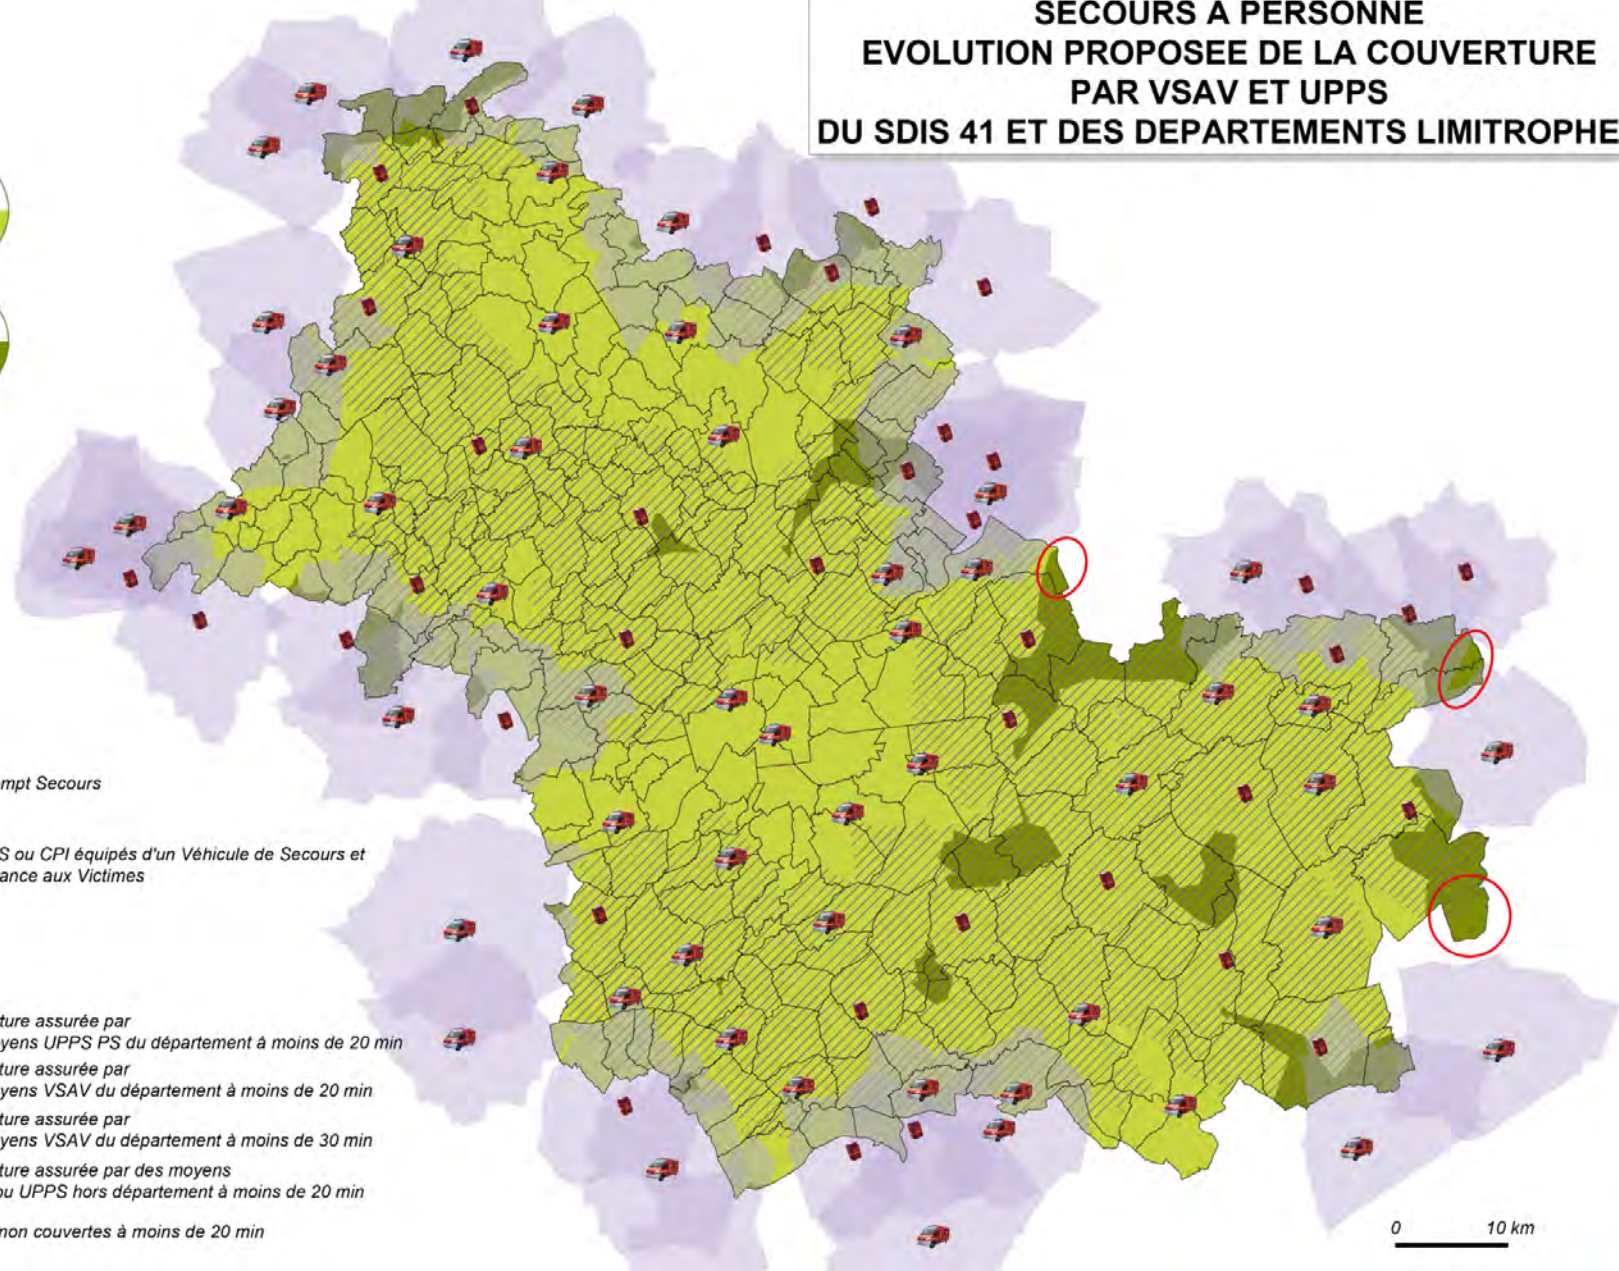 SECOURS A PERSONNE
EVOLUTION PROPOSEE DE LA COUVERTURE
PAR VSAV ET UPPS
DU SDIS 41 ET DES DEPARTEMENTS LIMITROPHE
mpt Secours
S ou CPI équipés d'un Véhicule de Secours et
ance aux Victimes
ture assurée par
yens UPPS PS du département à moins de 20 min
ture assurée par
yens VSAV du département à moins de 20 min
ture assurée par
yens VSAV du département à moins de 30 min
ture assurée par des moyens
ou UPPS hors département à moins de 20 min
non couvertes à moins de 20 min
0 10 km